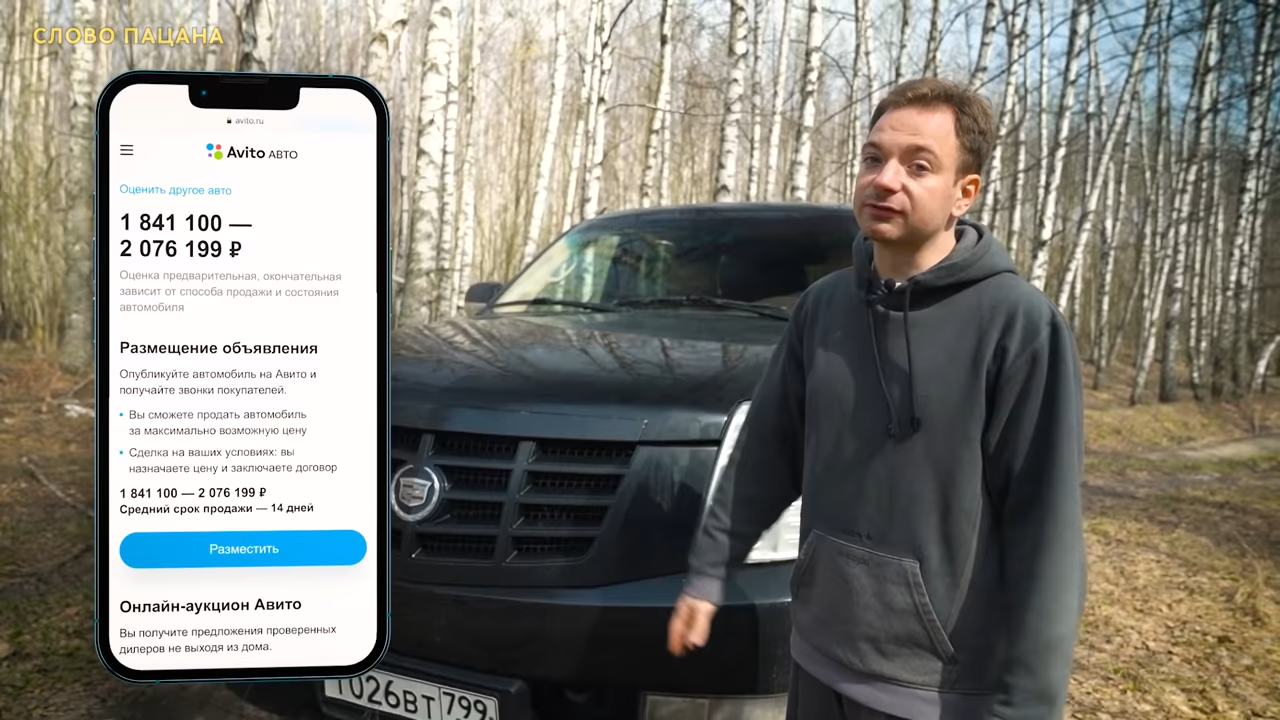 СЛОВО ПАЦАНА
avito.ru
Avito АВТО
Оценить другое авто
1 841 100 —
2 076 199 ₽
Оценка предварительная, окончательная
зависит от способа продажи и состояния
автомобиля
Размещение объявления
Опубликуйте автомобиль на Авито и
получайте звонки покупателей.
• Вы сможете продать автомобиль
за максимально возможную цену
• Сделка на ваших условиях: вы
назначаете цену и заключаете договор
1 841 100 — 2 076 199 ₽
Средний срок продажи — 14 дней
Разместить
Онлайн-аукцион Авито
Вы получите предложения проверенных
дилеров не выходя из дома.
Т026ВТ 799